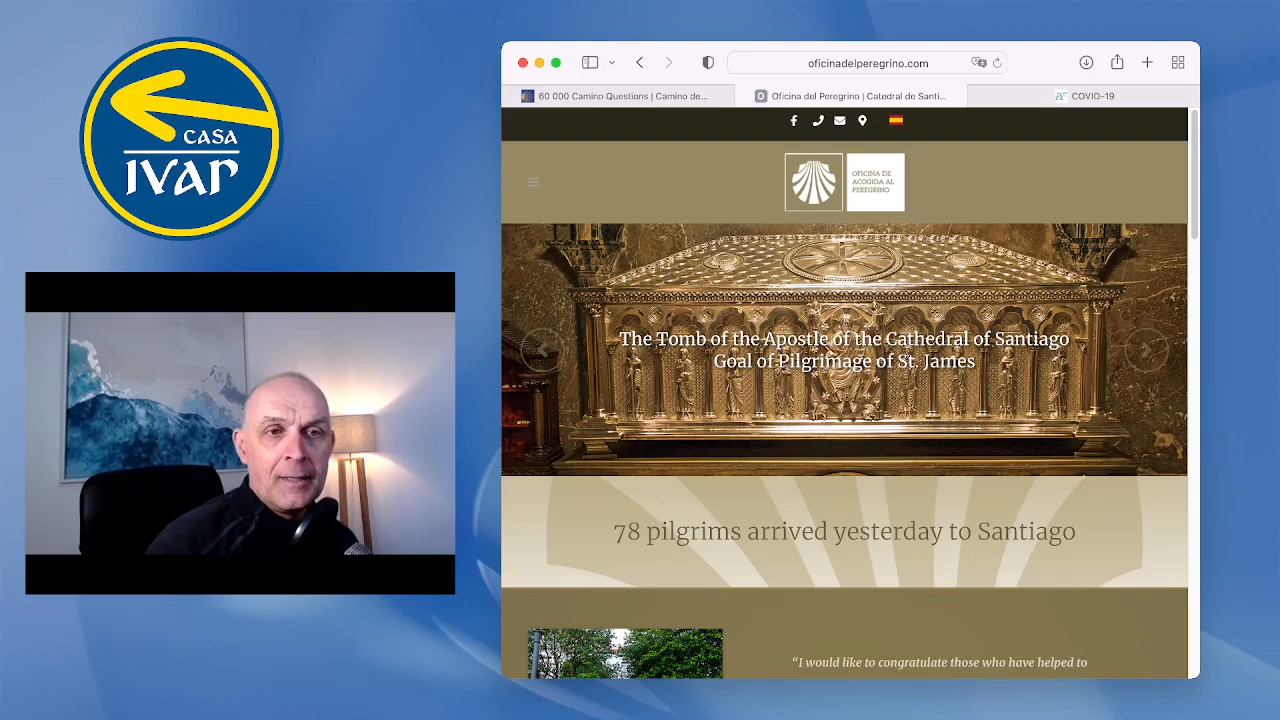 CASA
IVAR
oficinadelperegrino.com
60 000 Camino Questions | Camino de...
Oficina del Peregrino | Catedral de Santi...
COVID-19
OFICINA DE
ACOGIDA AL
PEREGRINO
The Tomb of the Apostle of the Cathedral of Santiago
Goal of Pilgrimage of St. James
78 pilgrims arrived yesterday to Santiago
“I would like to congratulate those who have helped to